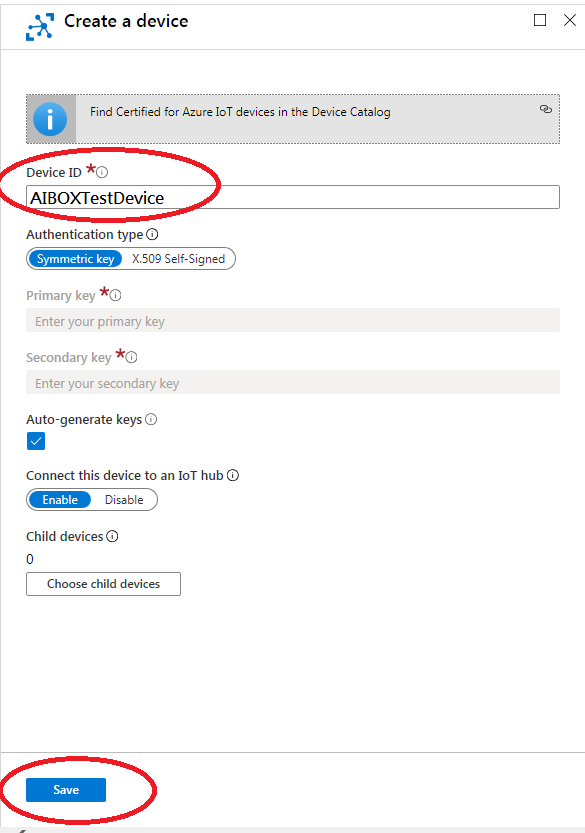 Create a device
Find Certified for Azure IoT devices in the Device Catalog
Device ID *
AIBOXTestDevice
Authentication type
Symmetric key X.509 Self-Signed
Primary key *
Enter your primary key
Secondary key *
Enter your secondary key
Auto-generate keys
Connect this device to an IoT hub
Enable Disable
Child devices
0
Choose child devices
Save